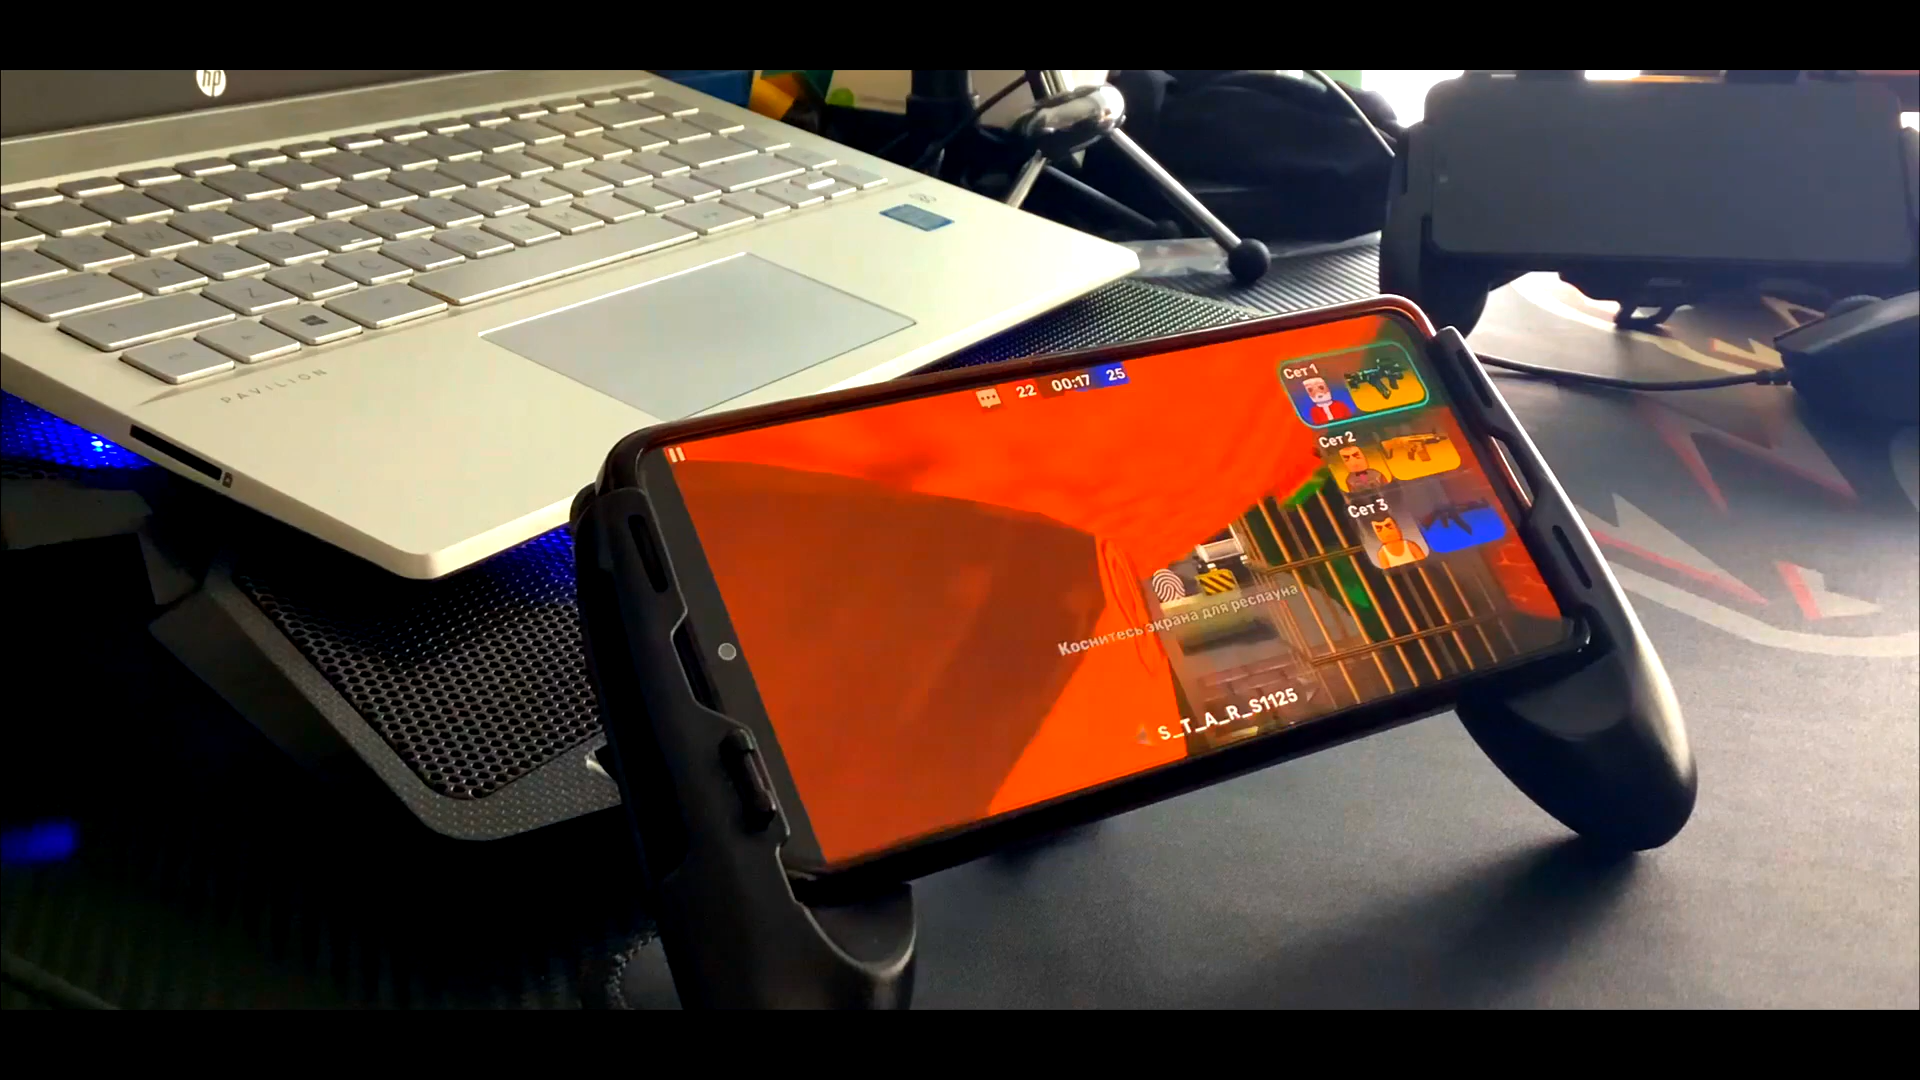 hp
PAVILION
22 00:17 25
Сет 1
Сет 2
Сет 3
Коснитесь экрана для респауна
S_T_A_R_S1125